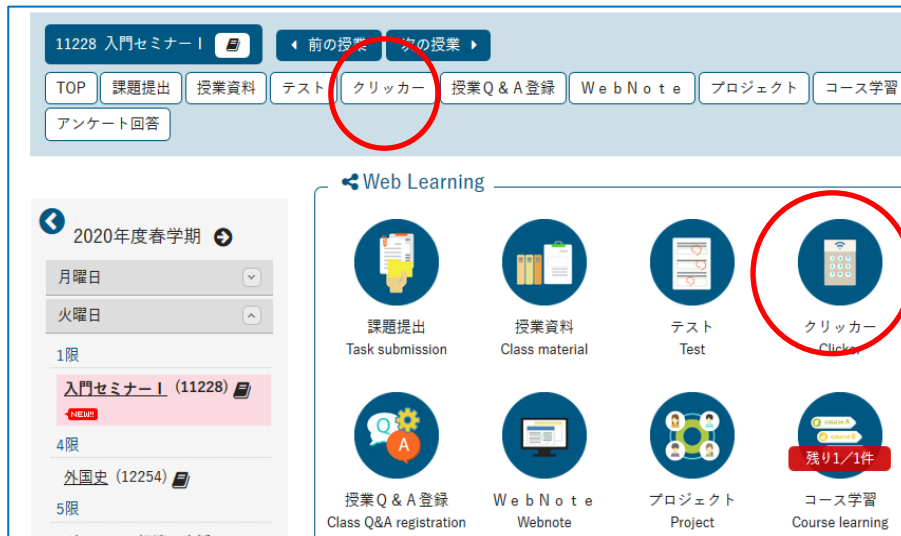 11228 入門セミナーⅠ
前の授業 次の授業
TOP 課題提出 授業資料 テスト クリッカー 授業Q&A登録 WebNote プロジェクト コース学習
アンケート回答
Web Learning
2020年度春学期
月曜日
火曜日
1限
入門セミナーⅠ (11228)
NEW!!
4限
外国史 (12254)
5限
課題提出
Task submission
授業資料
Class material
テスト
Test
クリッカー
Clicker
Q
A
course A
course B
残り1/1件
授業Q&A登録
Class Q&A registration
WebNote
Webnote
プロジェクト
Project
コース学習
Course learning